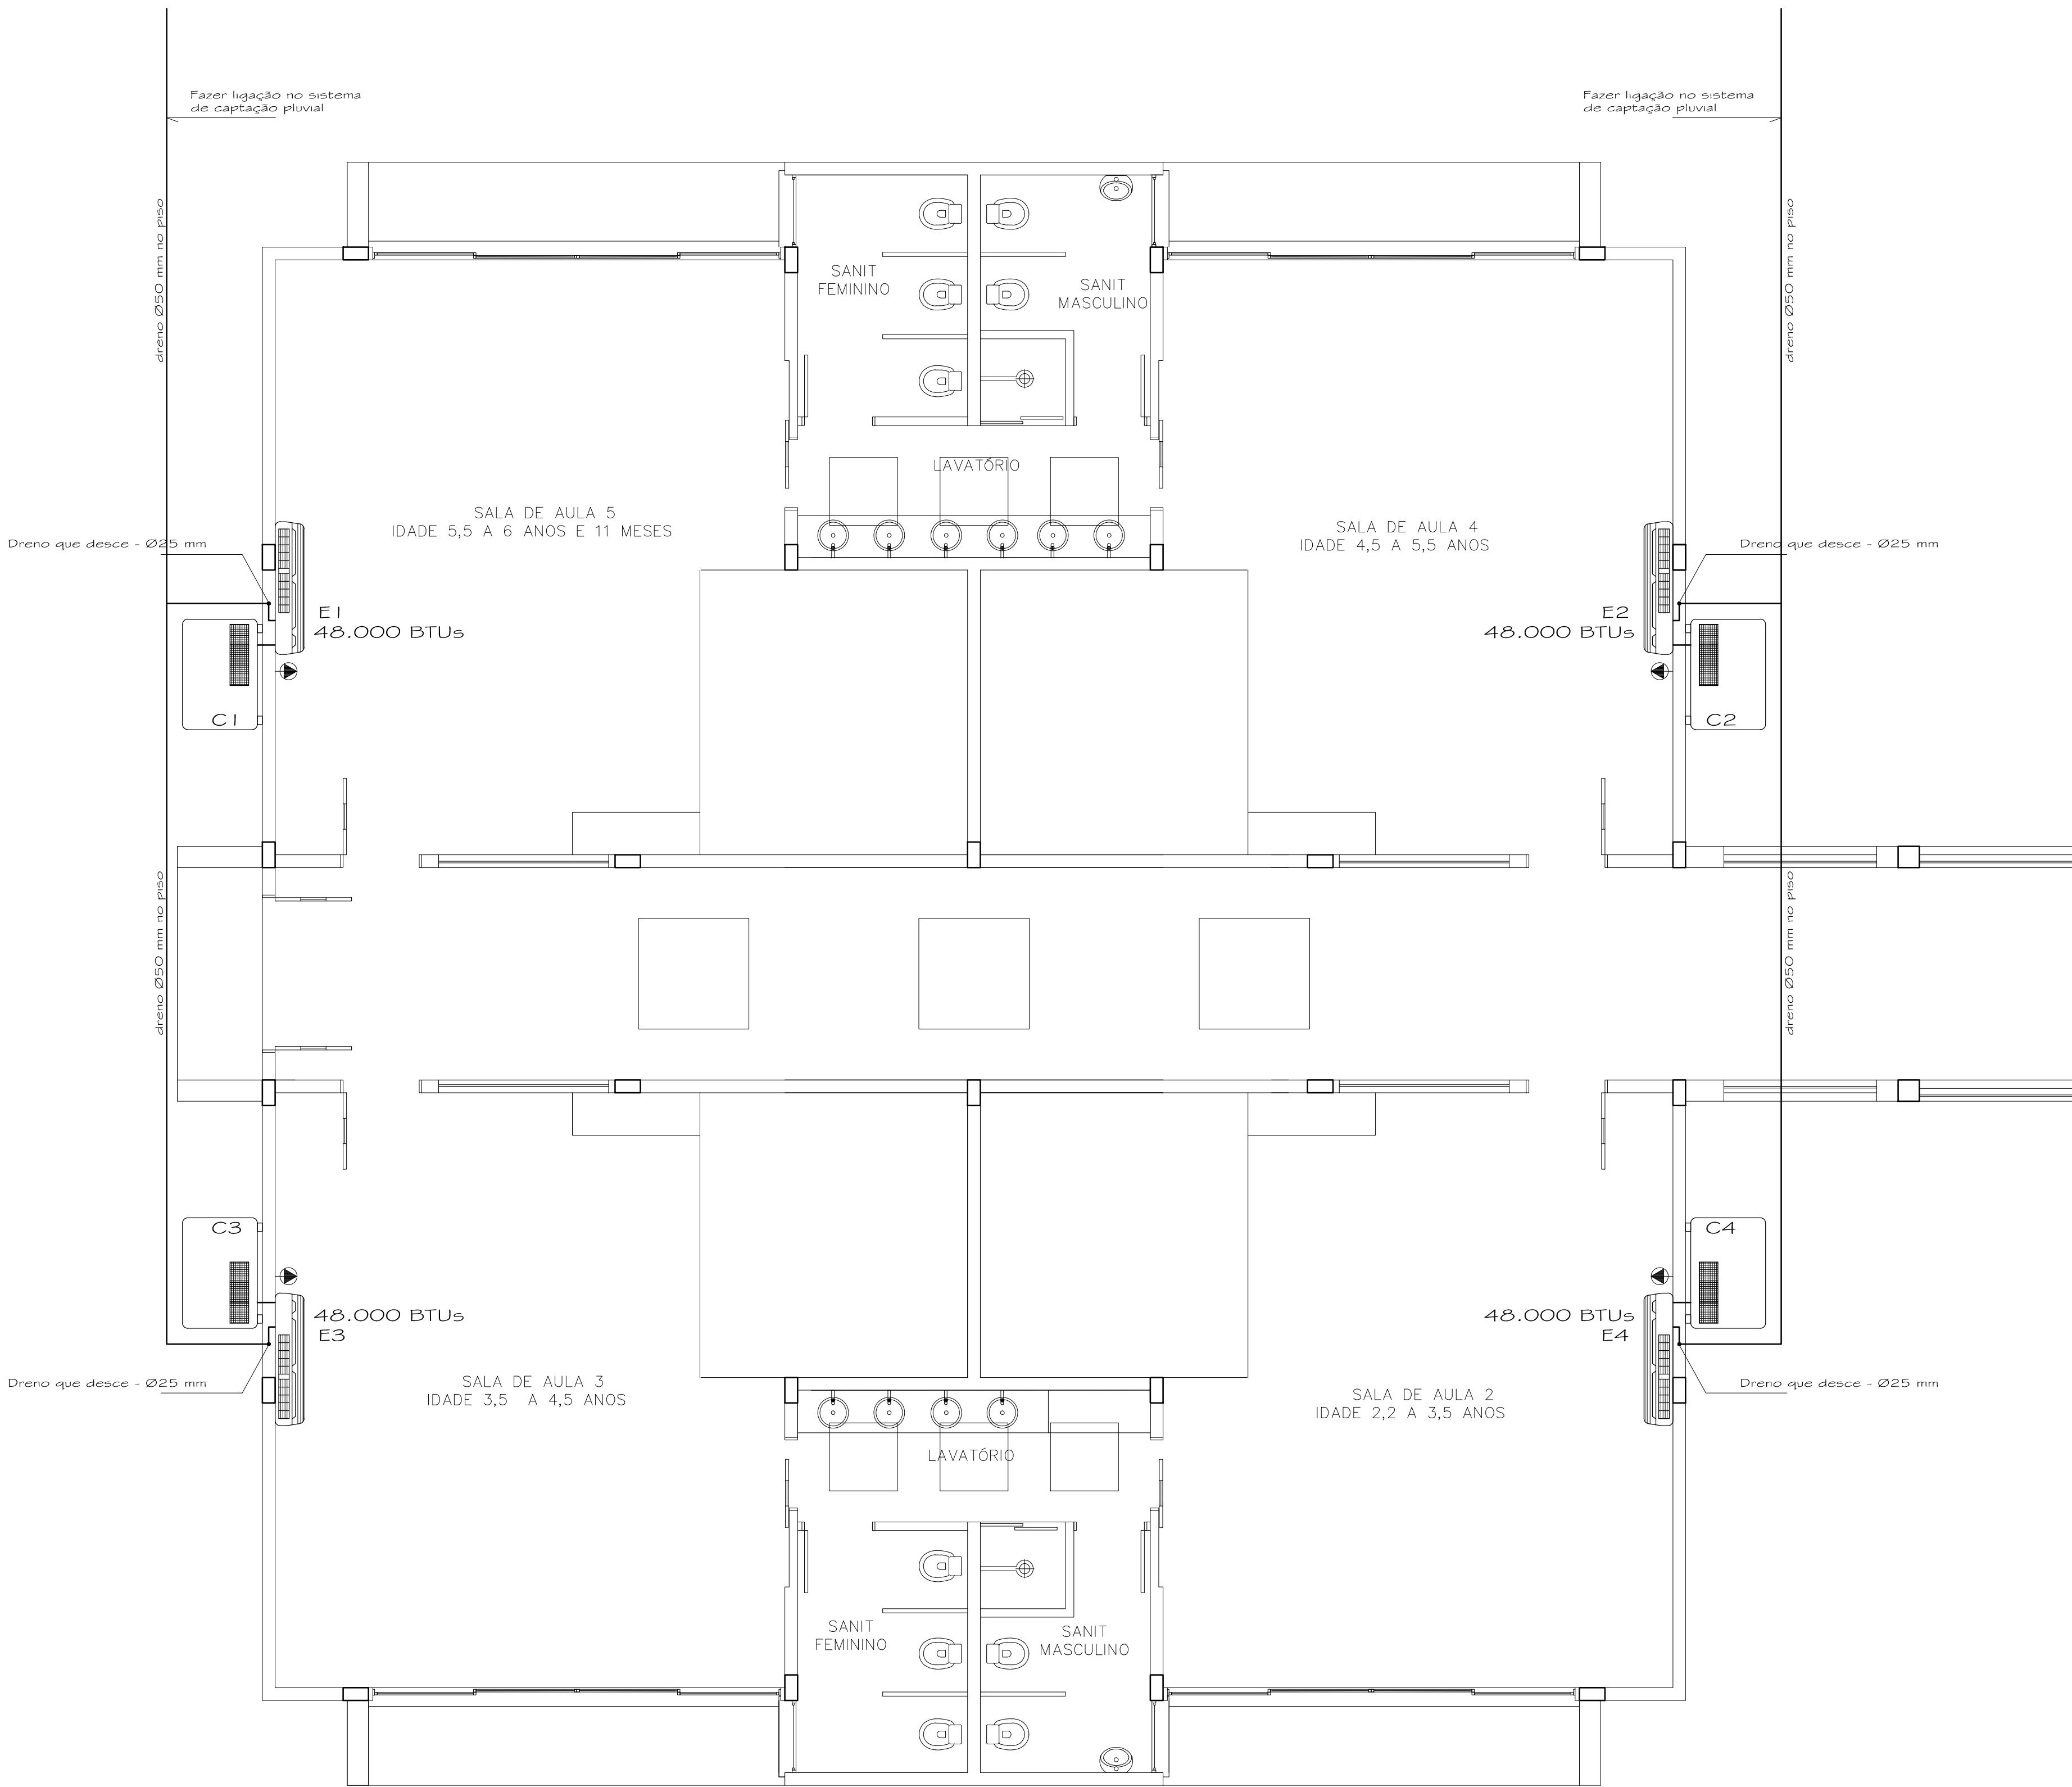 Fazer ligação no sistema
de captação pluvial
Fazer ligação no sistema
de captação pluvial
dreno Ø50 mm no piso
dreno Ø50 mm no piso
SANIT
FEMININO
SANIT
MASCULINO
LAVATÓRIO
SALA DE AULA 5
IDADE 5,5 A 6 ANOS E 11 MESES
SALA DE AULA 4
IDADE 4,5 A 5,5 ANOS
Dreno que desce - Ø25 mm
Dreno que desce - Ø25 mm
E1
48.000 BTUs
E2
48.000 BTUs
C1
C2
dreno Ø50 mm no piso
dreno Ø50 mm no piso
C3
C4
48.000 BTUs
E3
48.000 BTUs
E4
Dreno que desce - Ø25 mm
Dreno que desce - Ø25 mm
SALA DE AULA 3
IDADE 3,5 A 4,5 ANOS
SALA DE AULA 2
IDADE 2,2 A 3,5 ANOS
LAVATÓRIO
SANIT
FEMININO
SANIT
MASCULINO